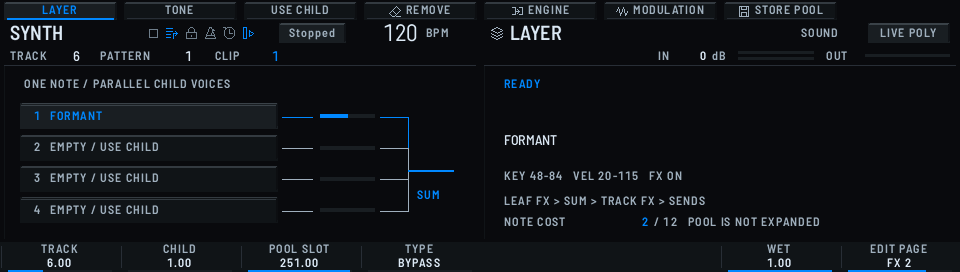 LAYER TONE USE CHILD REMOVE ENGINE MODULATION STORE POOL
SYNTH Stopped 120 BPM LAYER SOUND LIVE POLY
TRACK 6 PATTERN 1 CLIP 1 IN 0 dB OUT
ONE NOTE / PARALLEL CHILD VOICES READY
1 FORMANT
2 EMPTY / USE CHILD FORMANT
3 EMPTY / USE CHILD KEY 48-84 VEL 20-115 FX ON
SUM LEAF FX > SUM > TRACK FX > SENDS
4 EMPTY / USE CHILD
NOTE COST 2 / 12 POOL IS NOT EXPANDED
TRACK CHILD POOL SLOT TYPE WET EDIT PAGE
6.00 1.00 251.00 BYPASS 1.00 FX 2